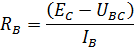 R_B = (E_C − U_BC) / I_B